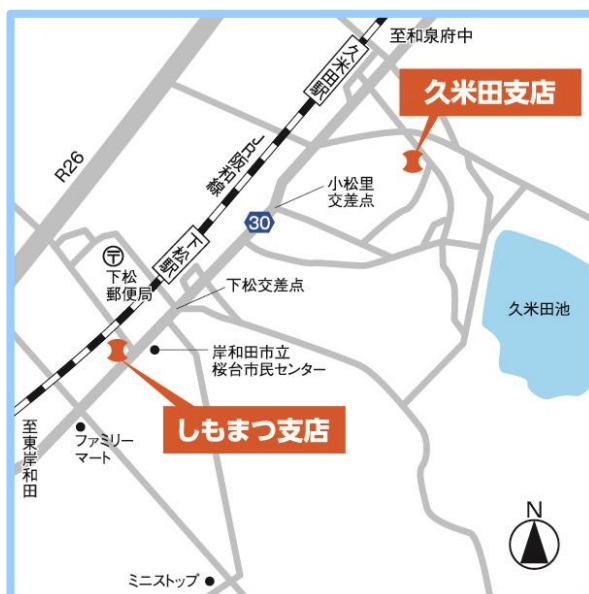 至和泉府中
久米田駅
久米田支店
JR阪和線
R26
小松里
交差点
30
下松駅
〒
下松
郵便局
下松交差点
久米田池
岸和田市立
桜台市民センター
しもまつ支店
至東岸和田
ファミリー
マート
N
ミニストップ